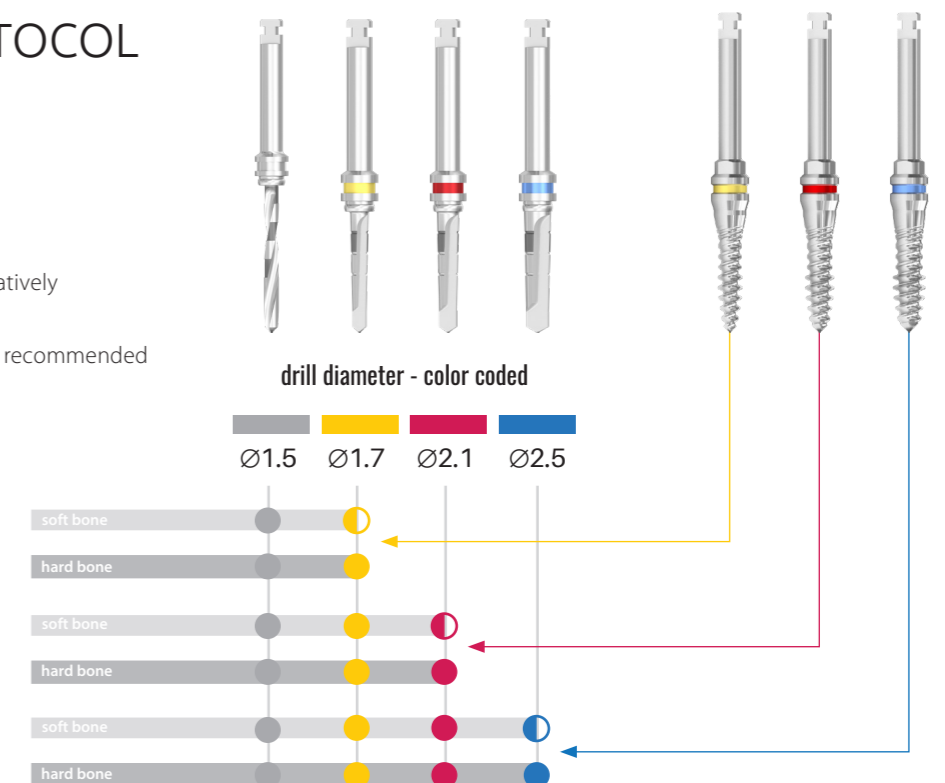 TOCOL
atively
recommended
drill diameter - color coded
∅1.5 ∅1.7 ∅2.1 ∅2.5
soft bone
hard bone
soft bone
hard bone
soft bone
hard bone